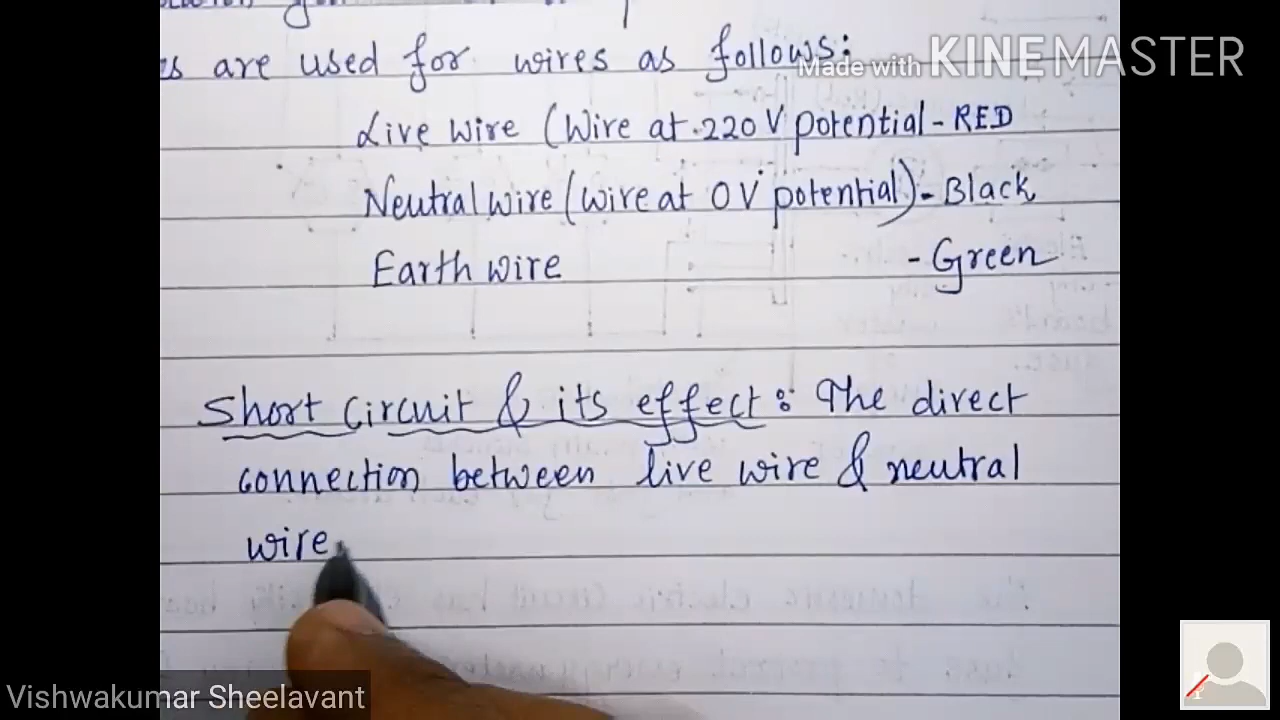 are used for wires as follows:
Made with KINEMASTER
Live wire (Wire at 220 V potential - RED
Neutral wire (Wire at 0 V potential) - Black
Earth wire - Green
Short Circuit & its effect : The direct
connection between live wire & neutral
wire
Vishwakumar Sheelavant